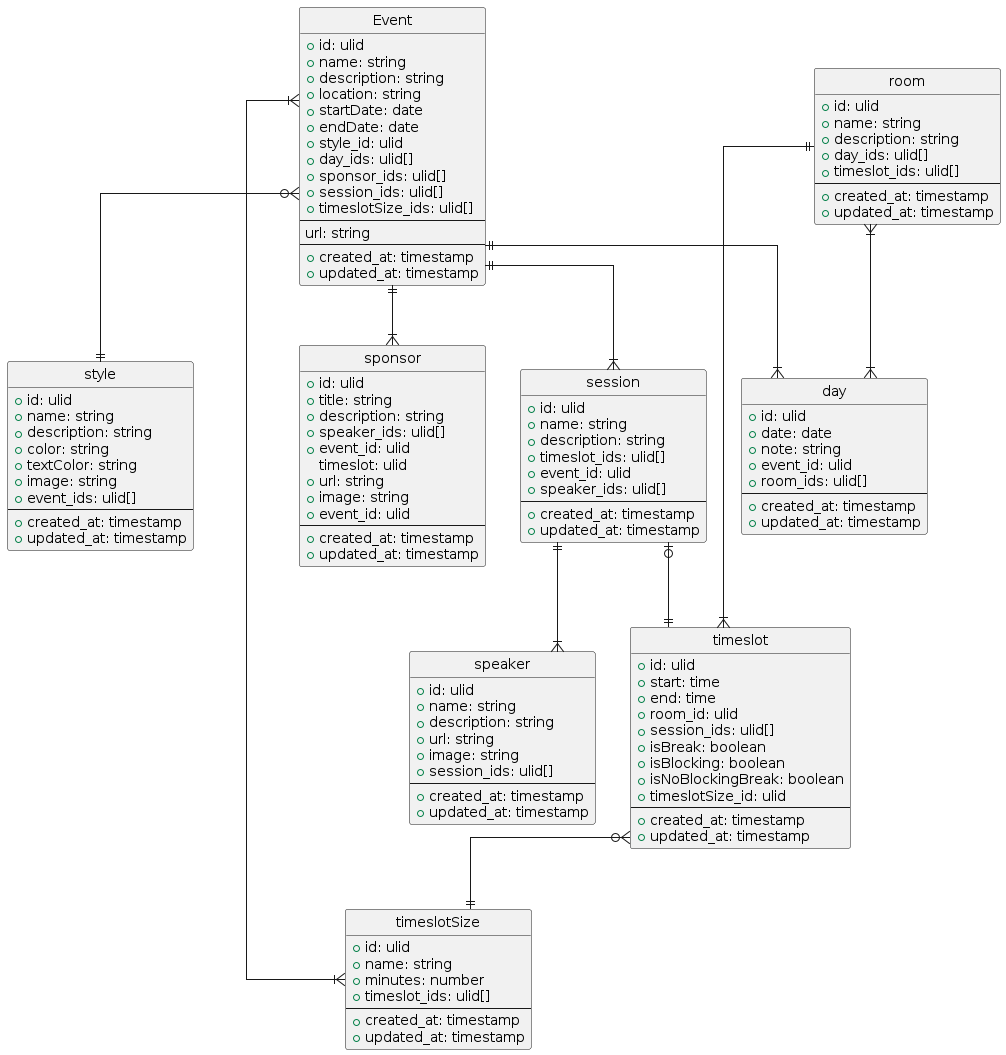 Event
id: ulid
name: string
description: string
location: string
startDate: date
endDate: date
style_id: ulid
day_ids: ulid[]
sponsor_ids: ulid[]
session_ids: ulid[]
timeslotSize_ids: ulid[]
url: string
created_at: timestamp
updated_at: timestamp
room
id: ulid
name: string
description: string
day_ids: ulid[]
timeslot_ids: ulid[]
created_at: timestamp
updated_at: timestamp
style
id: ulid
name: string
description: string
color: string
textColor: string
image: string
event_ids: ulid[]
created_at: timestamp
updated_at: timestamp
sponsor
id: ulid
title: string
description: string
speaker_ids: ulid[]
event_id: ulid
timeslot: ulid
url: string
image: string
event_id: ulid
created_at: timestamp
updated_at: timestamp
session
id: ulid
name: string
description: string
timeslot_ids: ulid[]
event_id: ulid
speaker_ids: ulid[]
created_at: timestamp
updated_at: timestamp
day
id: ulid
date: date
note: string
event_id: ulid
room_ids: ulid[]
created_at: timestamp
updated_at: timestamp
speaker
id: ulid
name: string
description: string
url: string
image: string
session_ids: ulid[]
created_at: timestamp
updated_at: timestamp
timeslot
id: ulid
start: time
end: time
room_id: ulid
session_ids: ulid[]
isBreak: boolean
isBlocking: boolean
isNoBlockingBreak: boolean
timeslotSize_id: ulid
created_at: timestamp
updated_at: timestamp
timeslotSize
id: ulid
name: string
minutes: number
timeslot_ids: ulid[]
created_at: timestamp
updated_at: timestamp